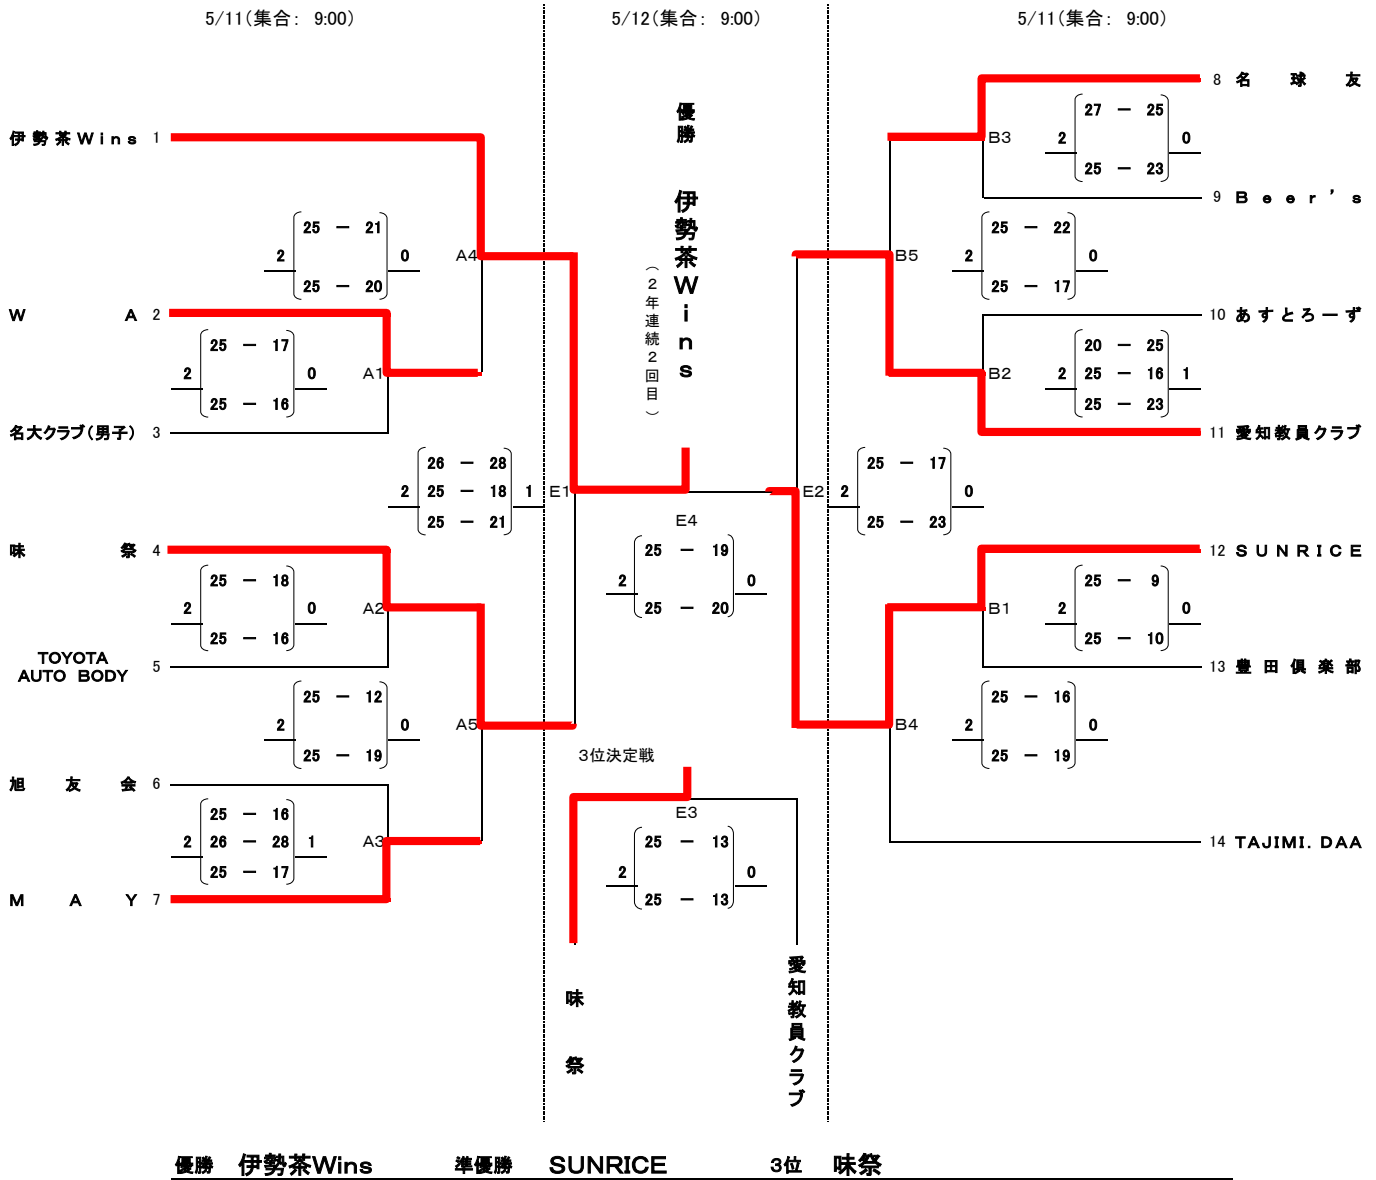 5/11(集合: 9:00)
5/12(集合: 9:00)
5/11(集合: 9:00)
伊勢茶Wins 1
W A 2
名大クラブ(男子) 3
味祭 4
TOYOTA
AUTO BODY 5
旭友会 6
MAY 7
A4
2
25 − 21
25 − 20
0
A1
2
25 − 17
25 − 16
0
E1
2
26 − 28
25 − 18
25 − 21
1
A2
2
25 − 18
25 − 16
0
A5
2
25 − 12
25 − 19
0
A3
2
25 − 16
26 − 28
25 − 17
1
優勝 伊勢茶Wins
(2年連続2回目)
E4
2
25 − 19
25 − 20
0
3位決定戦
E3
2
25 − 13
25 − 13
0
味祭
愛知教員クラブ
8 名球友
9 Beer's
10 あすとろーず
11 愛知教員クラブ
12 SUNRICE
13 豊田倶楽部
14 TAJIMI.DAA
B3
2
27 − 25
25 − 23
0
B5
2
25 − 22
25 − 17
0
B2
2
20 − 25
25 − 16
25 − 23
1
E2
2
25 − 17
25 − 23
0
B1
2
25 − 9
25 − 10
0
B4
2
25 − 16
25 − 19
0
優勝 伊勢茶Wins 準優勝 SUNRICE 3位 味祭